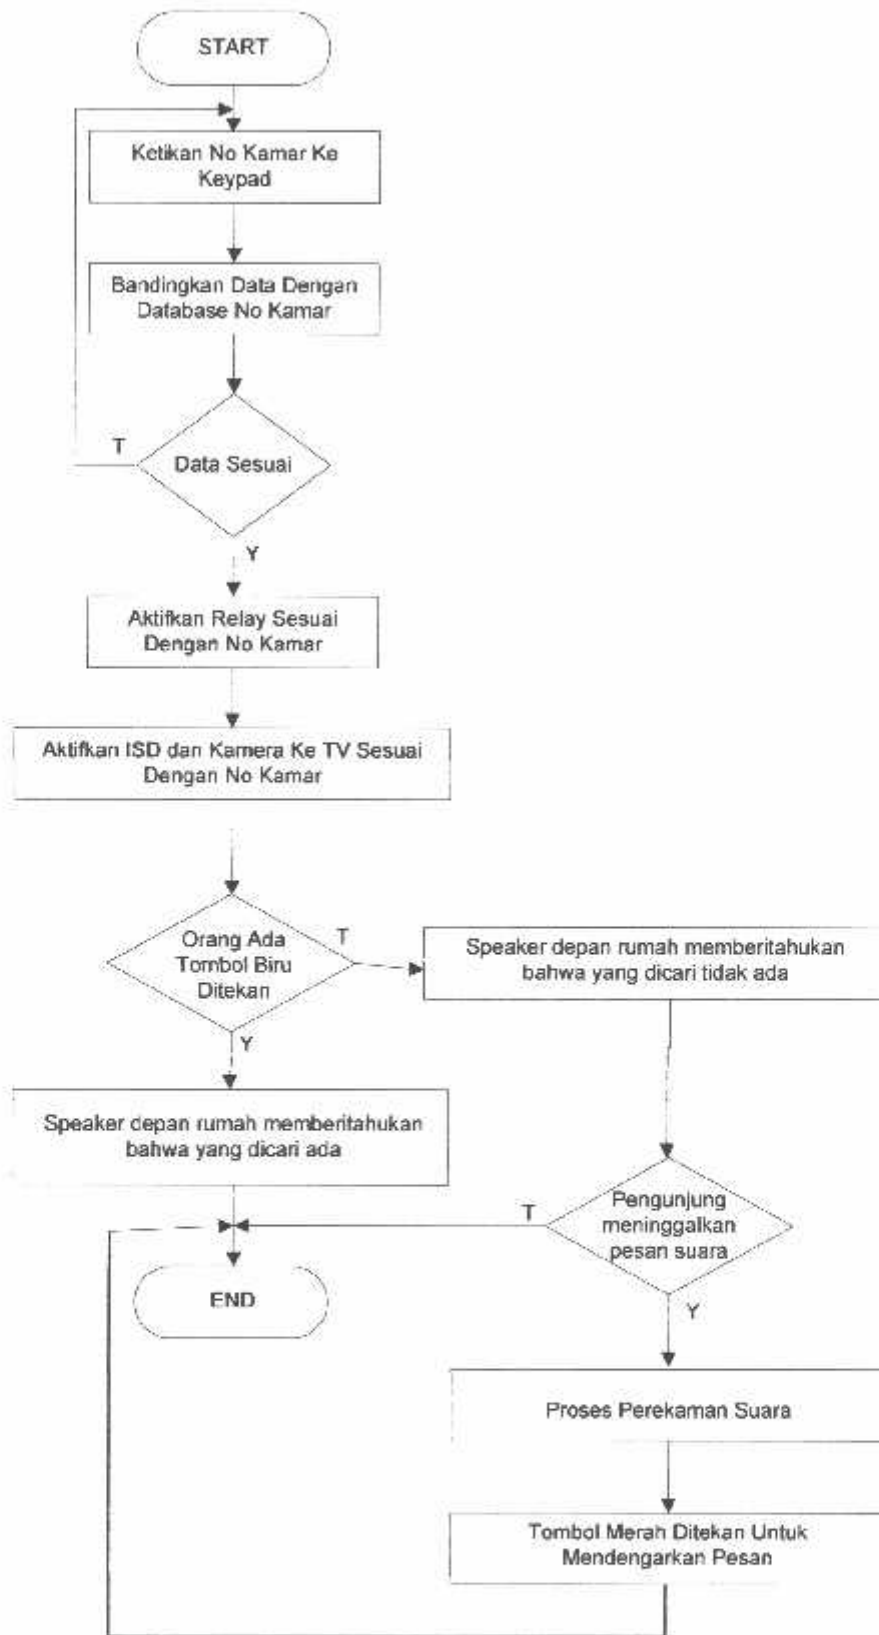 START
Ketikan No Kamar Ke
Keypad
Bandingkan Data Dengan
Database No Kamar
T
Data Sesuai
Y
Aktifkan Relay Sesuai
Dengan No Kamar
Aktifkan ISD dan Kamera Ke TV Sesuai
Dengan No Kamar
Orang Ada
Tombol Biru
Ditekan
T
Y
Speaker depan rumah memberitahukan
bahwa yang dicari tidak ada
Speaker depan rumah memberitahukan
bahwa yang dicari ada
T
Pengunjung
meninggalkan
pesan suara
Y
END
Proses Perekaman Suara
Tombol Merah Ditekan Untuk
Mendengarkan Pesan